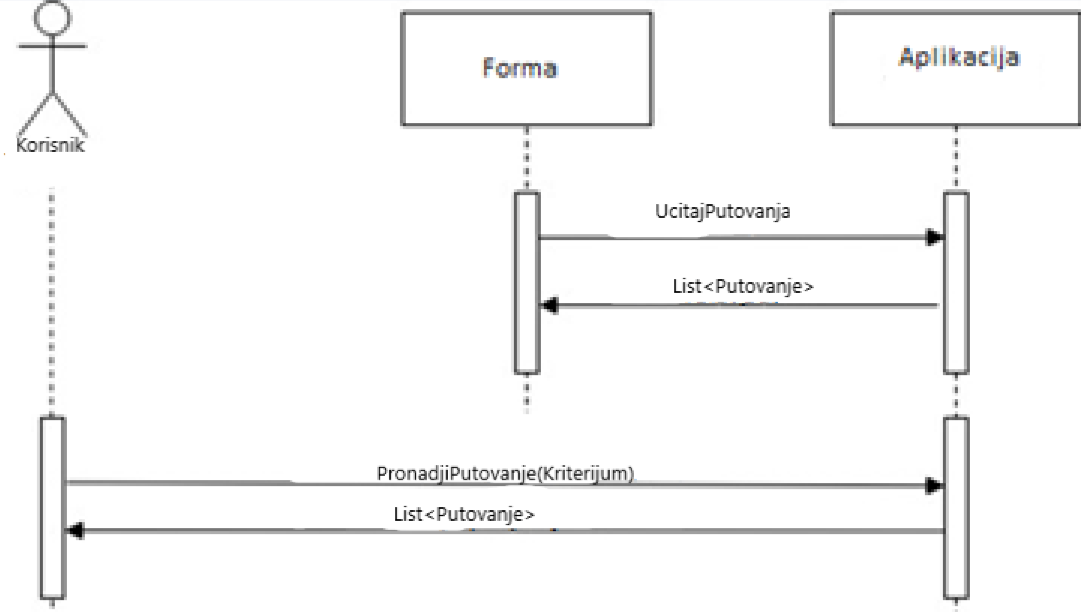 Korisnik
Forma
Aplikacija
UcitajPutovanja
List<Putovanje>
PronadjiPutovanje(Kriterijum)
List<Putovanje>